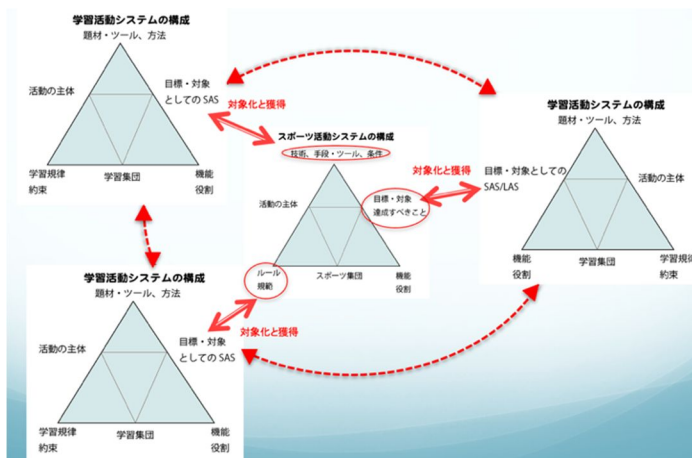 学習活動システムの構成
題材・ツール、方法
活動の主体
目標・対象
としての SAS
学習規律
約束
学習集団
機能
役割
対象化と獲得
スポーツ活動システムの構成
技術、手段・ツール、条件
活動の主体
目標・対象
達成すべきこと
ルール
規範
スポーツ集団
機能
役割
対象化と獲得
学習活動システムの構成
題材・ツール、方法
目標・対象としての
SAS/LAS
活動の主体
機能
役割
学習集団
学習規律
約束
学習活動システムの構成
題材・ツール、方法
活動の主体
目標・対象
としての SAS
学習規律
約束
学習集団
機能
役割
対象化と獲得